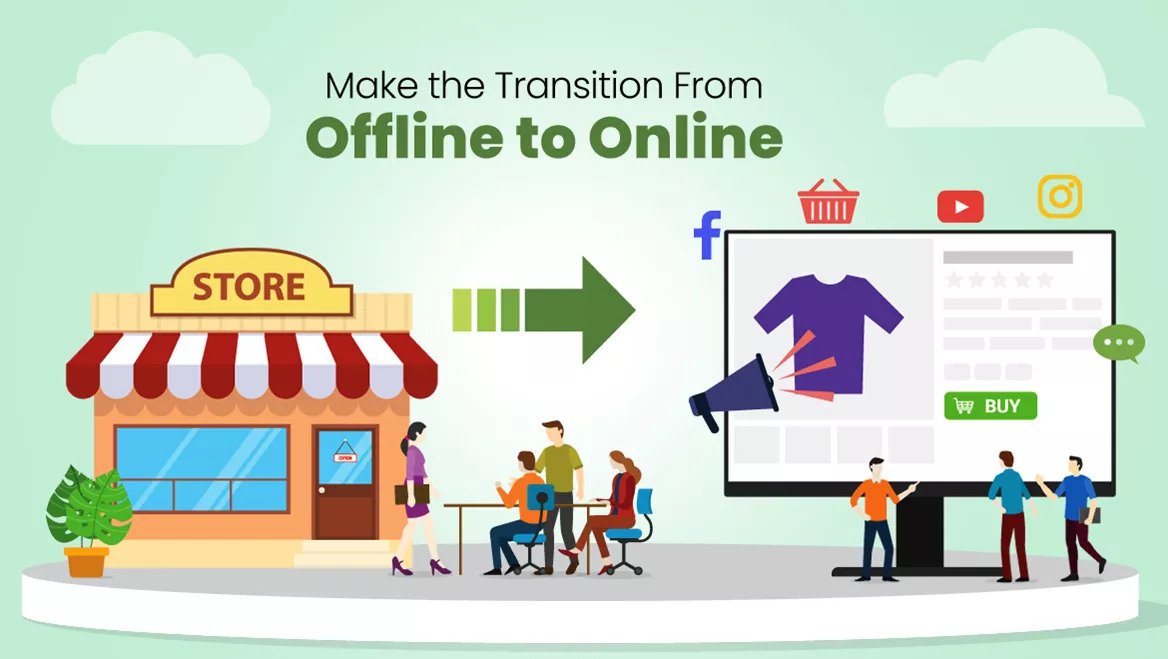 Make the Transition From
Offline to Online
STORE
OPEN
BUY